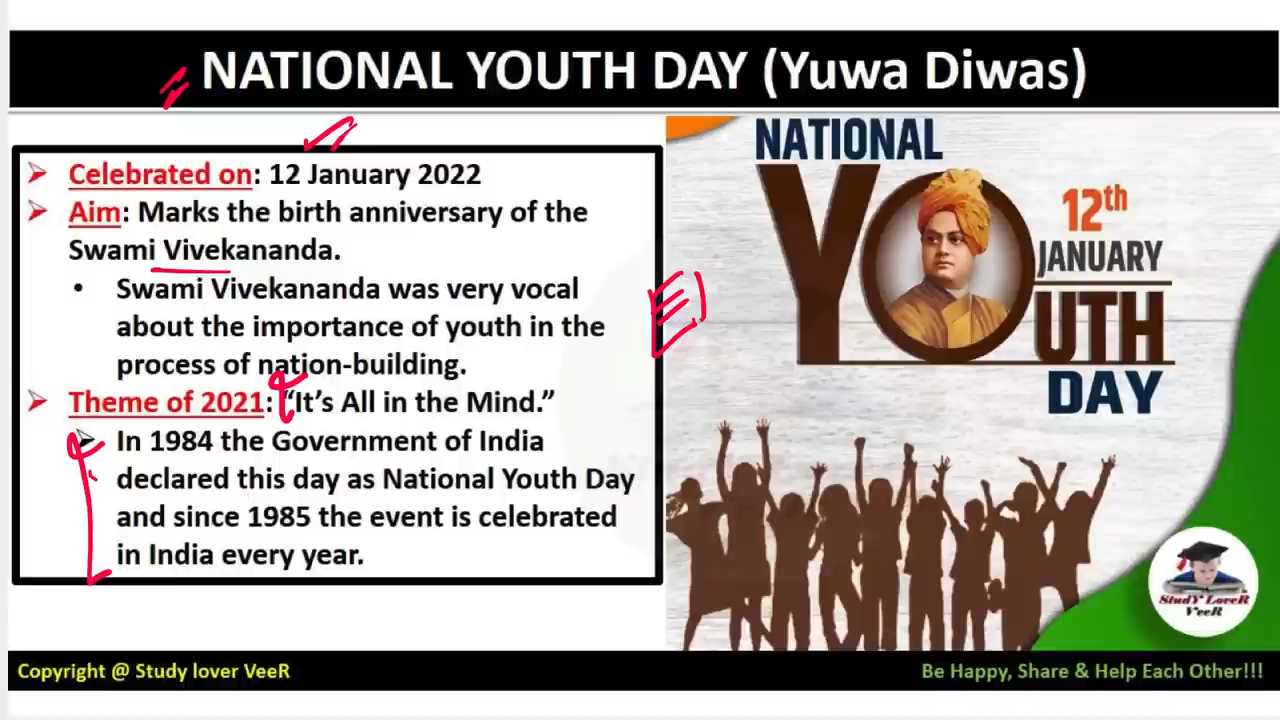 NATIONAL YOUTH DAY (Yuwa Diwas)
Celebrated on: 12 January 2022
Aim: Marks the birth anniversary of the
Swami Vivekananda.
• Swami Vivekananda was very vocal
about the importance of youth in the
process of nation-building.
Theme of 2021: “It’s All in the Mind.”
In 1984 the Government of India
declared this day as National Youth Day
and since 1985 the event is celebrated
in India every year.
NATIONAL
YOUTH
12th
JANUARY
DAY
StudY LoveR
VeeR
Copyright @ Study lover VeeR
Be Happy, Share & Help Each Other!!!